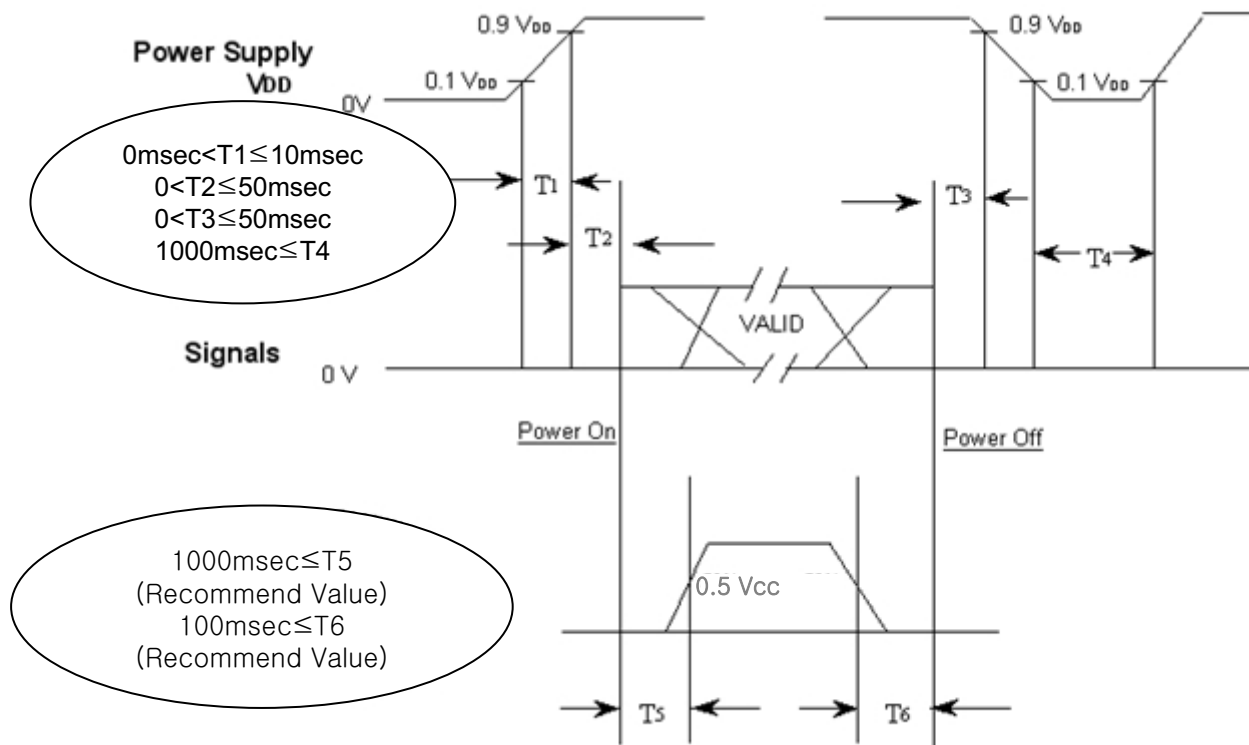 0.9 VDD
0.9 VDD
Power Supply
VDD
0.1 VDD
0.1 VDD
0V
0msec<T1≤10msec
0<T2≤50msec
0<T3≤50msec
1000msec≤T4
T1
T3
T2
T4
VALID
Signals
0 V
Power On
Power Off
1000msec≤T5
(Recommend Value)
100msec≤T6
(Recommend Value)
0.5 Vcc
T5
T6